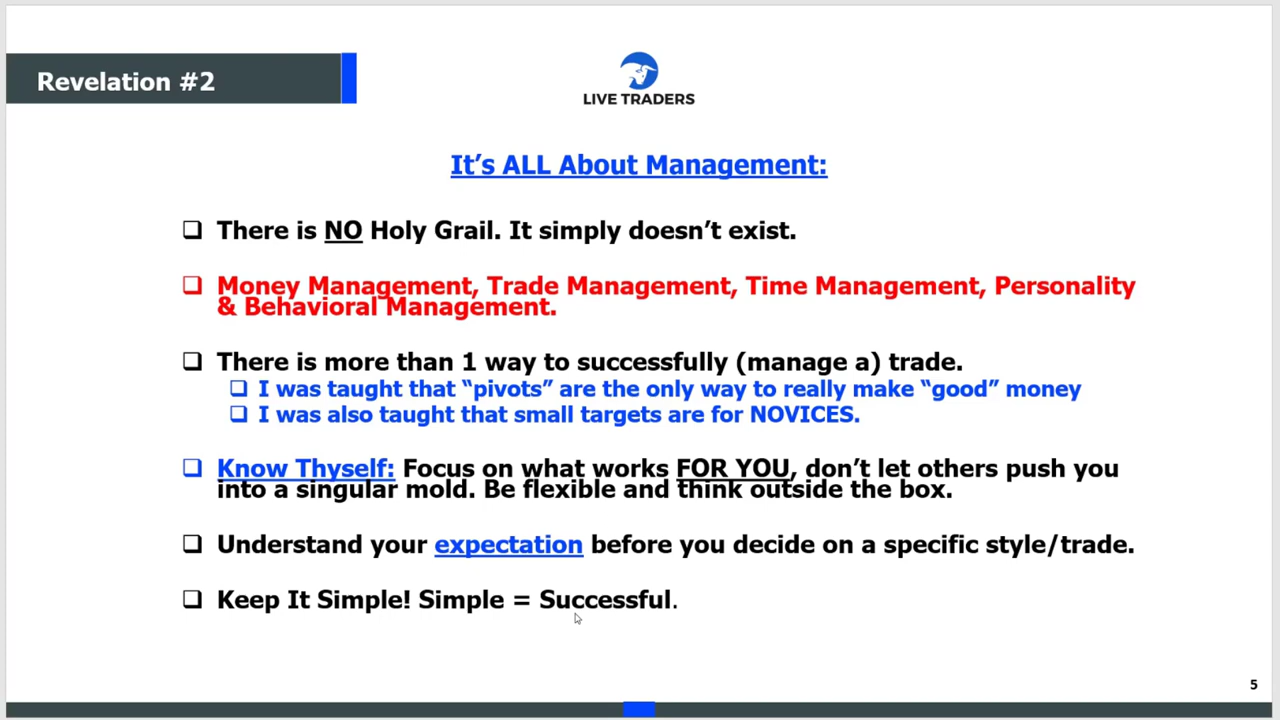 Revelation #2
LIVE TRADERS
It’s ALL About Management:
There is NO Holy Grail. It simply doesn’t exist.
Money Management, Trade Management, Time Management, Personality
& Behavioral Management.
There is more than 1 way to successfully (manage a) trade.
I was taught that “pivots” are the only way to really make “good” money
I was also taught that small targets are for NOVICES.
Know Thyself: Focus on what works FOR YOU, don’t let others push you
into a singular mold. Be flexible and think outside the box.
Understand your expectation before you decide on a specific style/trade.
Keep It Simple! Simple = Successful.
5